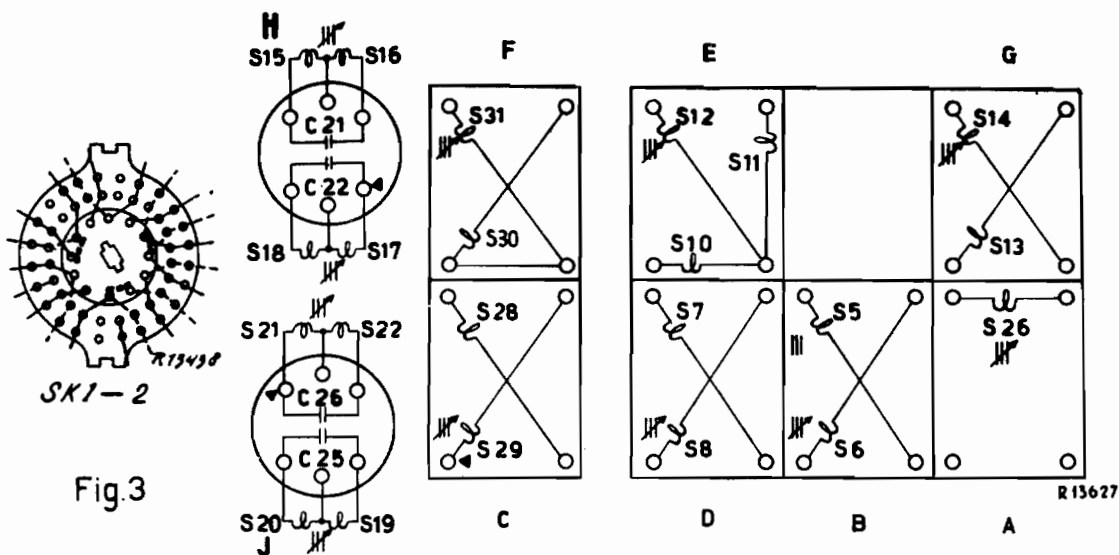 H F E G
S15 S16
C21
C22
S18 S17
S31
S30
S12
S11
S10
S14
S13
R13498
SK1-2
S21 S22
C26
C25
S20 S19
J
S28
S29
S7
S8
S5
S6
S26
Fig.3
R13627
C D B A